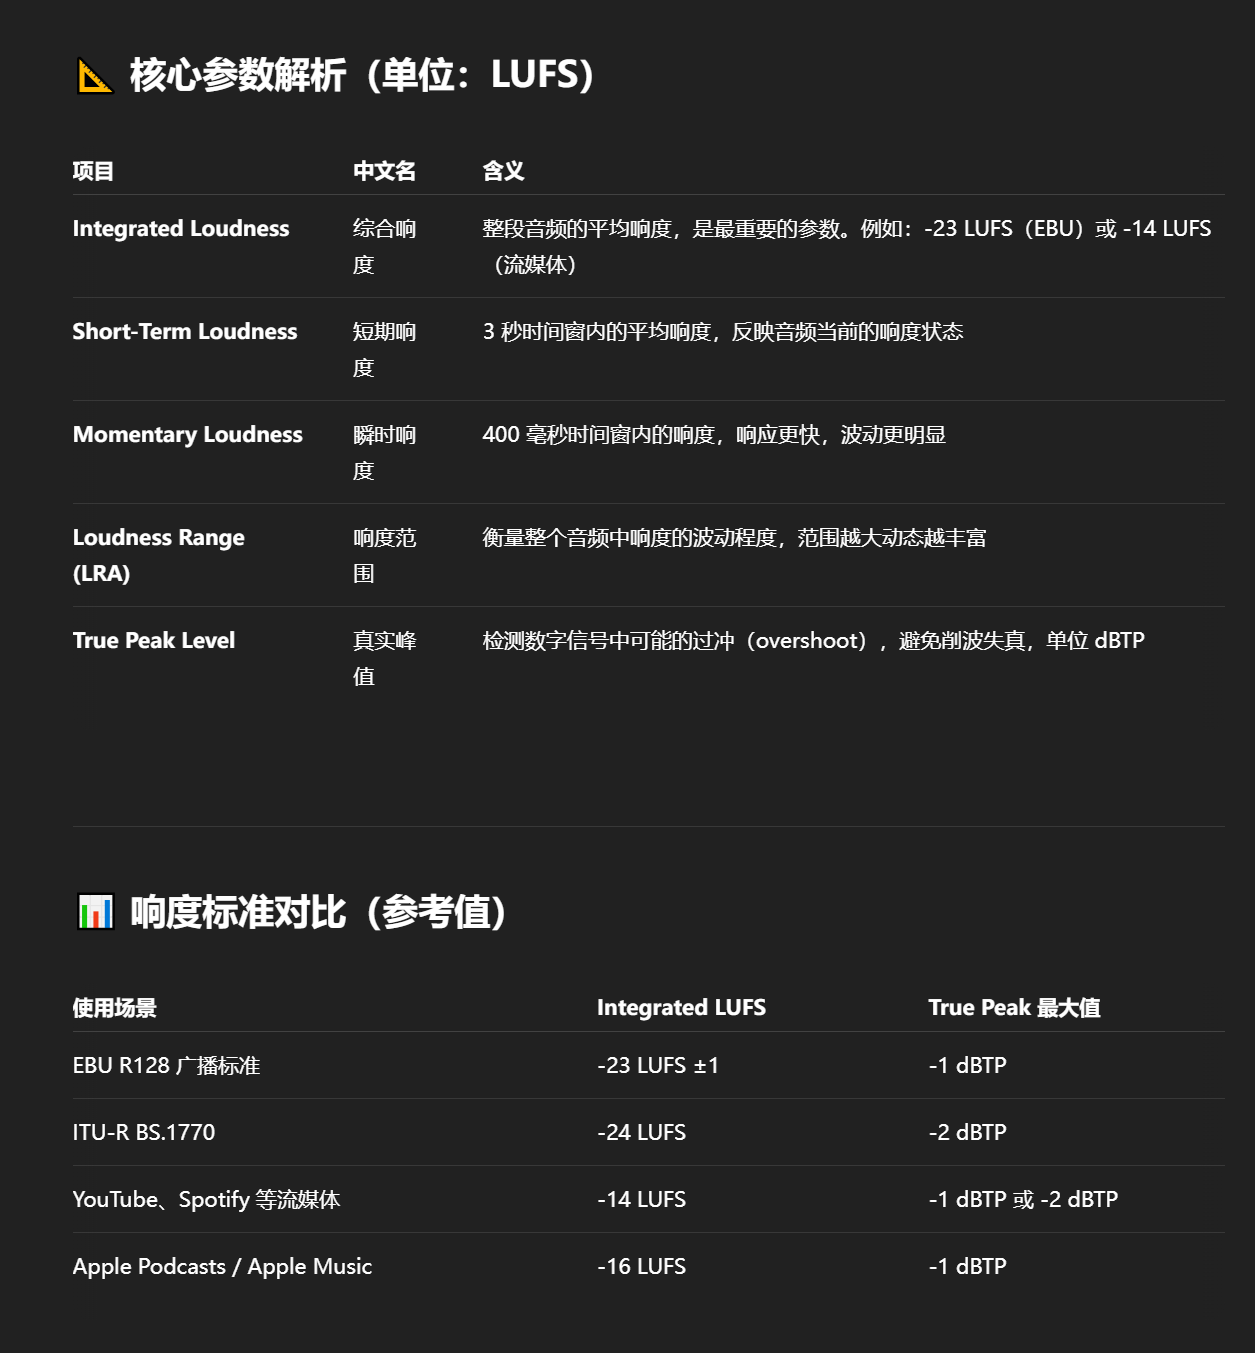 核心参数解析（单位：LUFS）
项目 中文名 含义
Integrated Loudness 综合响 整段音频的平均响度，是最重要的参数。例如：-23 LUFS（EBU）或 -14 LUFS
度 （流媒体）
Short-Term Loudness 短期响 3 秒时间窗内的平均响度，反映音频当前的响度状态
度
Momentary Loudness 瞬时响 400 毫秒时间窗内的响度，响应更快，波动更明显
度
Loudness Range 响度范 衡量整个音频中响度的波动程度，范围越大动态越丰富
(LRA) 围
True Peak Level 真实峰 检测数字信号中可能的过冲（overshoot），避免削波失真，单位 dBTP
值
响度标准对比（参考值）
使用场景 Integrated LUFS True Peak 最大值
EBU R128 广播标准 -23 LUFS ±1 -1 dBTP
ITU-R BS.1770 -24 LUFS -2 dBTP
YouTube、Spotify 等流媒体 -14 LUFS -1 dBTP 或 -2 dBTP
Apple Podcasts / Apple Music -16 LUFS -1 dBTP